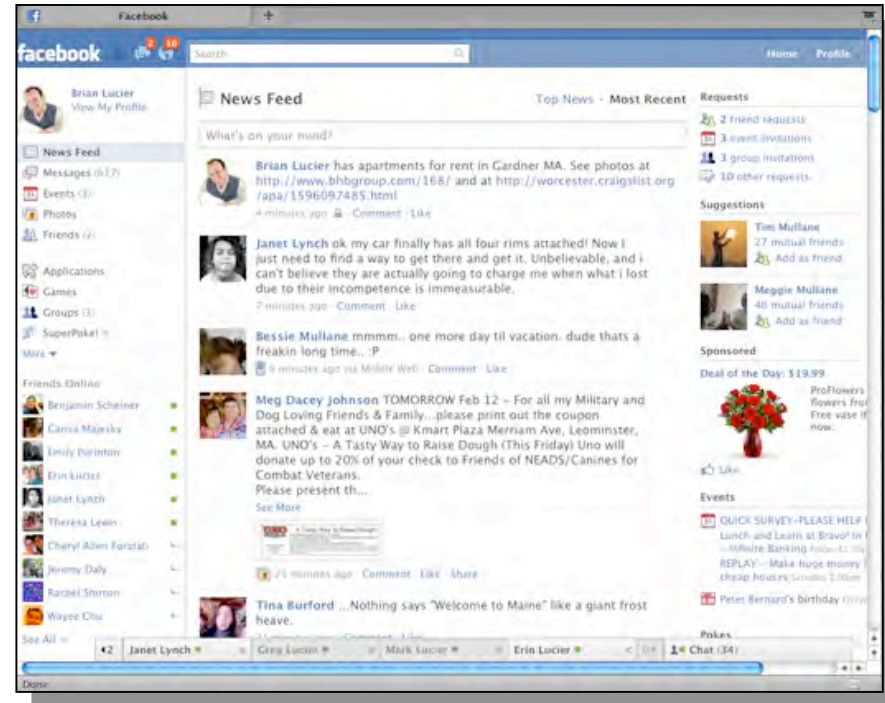 Facebook
+
facebook
2
10
Search
Home
Profile
Brian Lucier
View My Profile
News Feed
Messages (617)
Events (3)
Photos
Friends (2)
Applications
Games
Groups (3)
SuperPoke!
More
Friends Online
Benjamin Scheiner
Carisa Majesky
Emily Purinton
Erin Lucier
Janet Lynch
Theresa Lewis
Cheryl Allen
Jeremy Daly
Rachel
Wayee Chu
See All
News Feed
Top News - Most Recent
What's on your mind?
Brian Lucier has apartments for rent in Gardner MA. See photos at
http://www.bhbgroup.com/168/ and at http://worcester.craigslist.org
/apa/1596097485.html
4 minutes ago Comment · Like
Janet Lynch ok my car finally has all four rims attached! Now I
just need to find a way to get there and get it. Unbelievable, and i
can't believe they are actually going to charge me when what i lost
due to their incompetence is immeasurable.
7 minutes ago · Comment · Like
Bessie Mullane mmmm.. one more day til vacation. dude thats a
freakin long time.. :P
9 minutes ago via Mobile Web · Comment · Like
Meg Dacey Johnson TOMORROW Feb 12 – For all my Military and
Dog Loving Friends & Family...please print out the coupon
attached & eat at UNO's @ Kmart Plaza Merriam Ave, Leominster,
MA. UNO's – A Tasty Way to Raise Dough (This Friday) Uno will
donate up to 20% of your check to Friends of NEADS/Canines for
Combat Veterans.
Please present th...
See More
minutes ago · Comment · Like · Share
Tina Burford ...Nothing says "Welcome to Maine" like a giant frost
heave.
Requests
2 friend requests
3 event invitations
3 group invitations
10 other requests
Suggestions
Tim Mullane
27 mutual friends
Add as friend
Meggie Mullane
mutual friends
Add as friend
Sponsored
Deal of the Day: $19.99
ProFlowers
flowers fro
Free vase if
now.
Like
Events
QUICK SURVEY-PLEASE HELP
Lunch and Learn at Bravo! in
Infinite Banking
REPLAY – Make huge money
cheap houses
Peter Bernard's birthday
Pokes
2
Janet Lynch
Greg Lucier
Mark Lucier
Erin Lucier
Chat (34)
Done